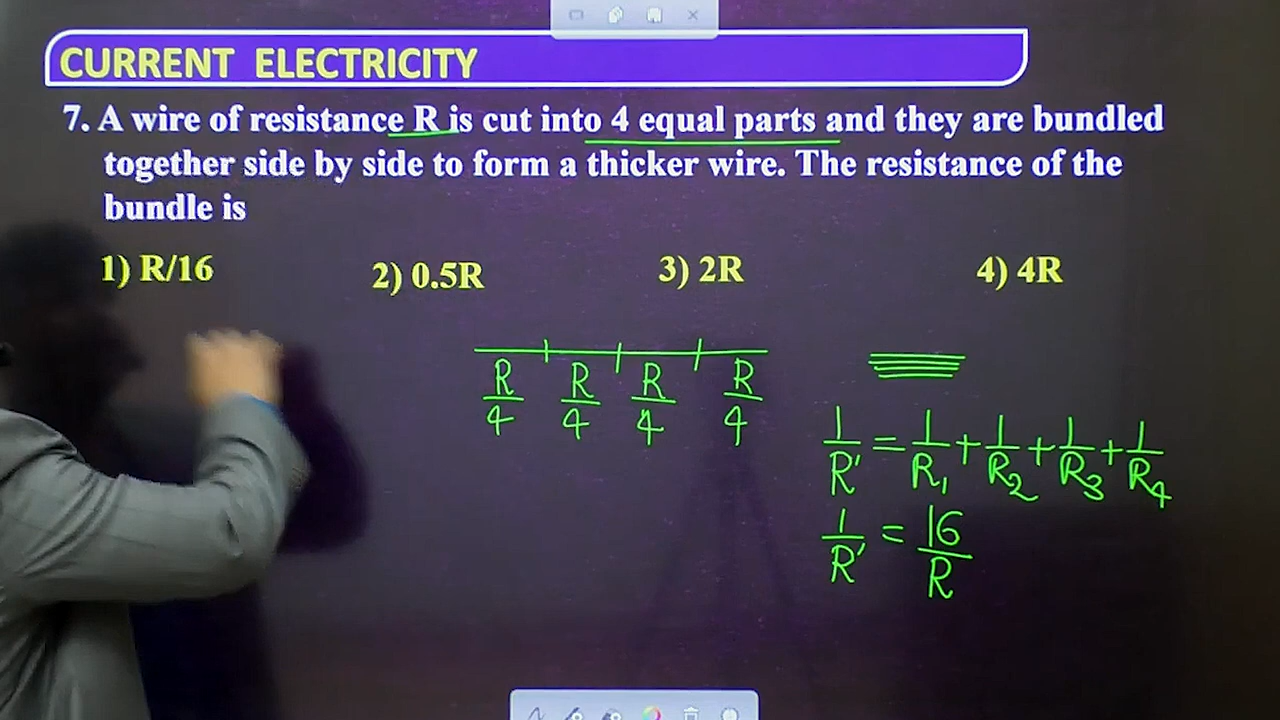 CURRENT ELECTRICITY
7. A wire of resistance R is cut into 4 equal parts and they are bundled
together side by side to form a thicker wire. The resistance of the
bundle is
1) R/16 2) 0.5R 3) 2R 4) 4R
R/4 R/4 R/4 R/4
1/R' = 1/R₁ + 1/R₂ + 1/R₃ + 1/R₄
1/R' = 16/R